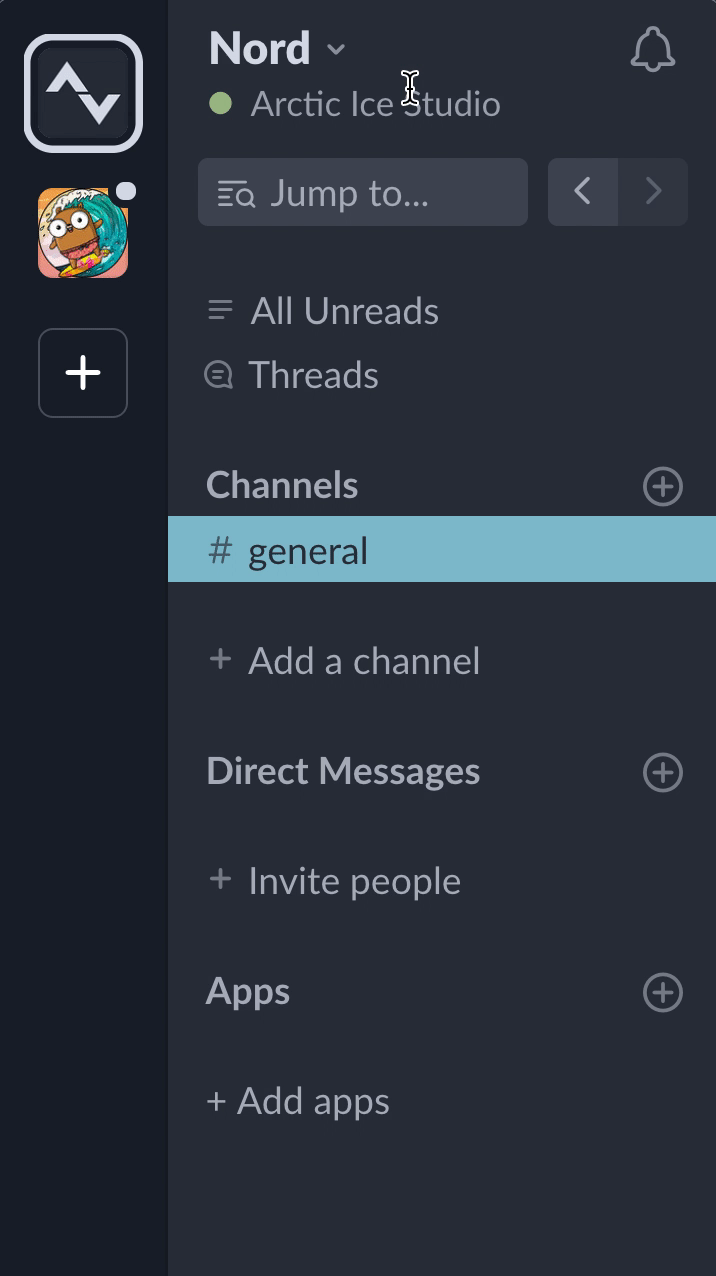 Nord
Arctic Ice Studio
Jump to...
All Unreads
Threads
Channels
# general
+ Add a channel
Direct Messages
+ Invite people
Apps
+ Add apps